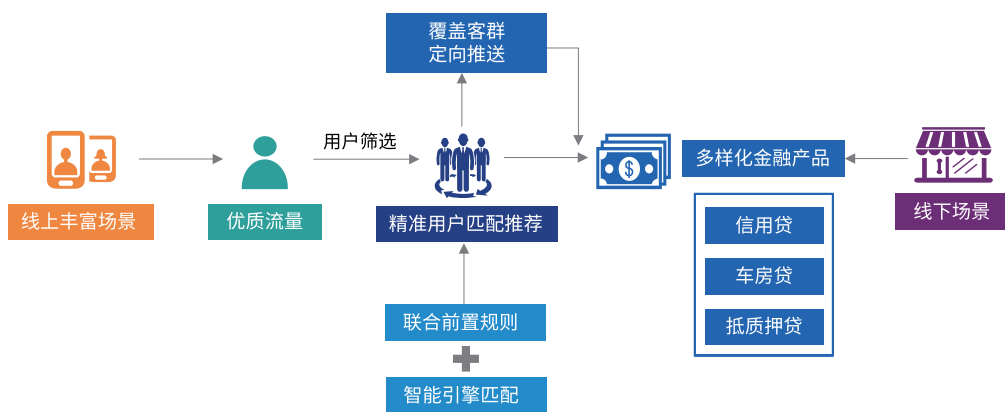 覆盖客群
定向推送
用户筛选
$
多样化金融产品
线上丰富场景
优质流量
精准用户匹配推荐
线下场景
信用贷
车房贷
抵质押贷
联合前置规则
智能引擎匹配